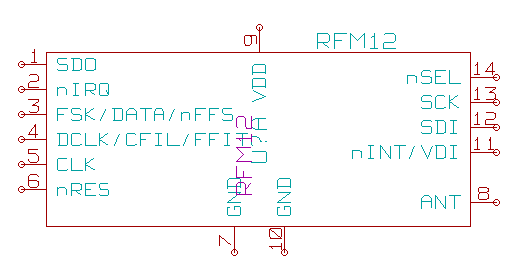 9 RFM12
1 SDO
2 nIRQ
3 FSK/DATA/nFFS
4 DCLK/CFIL/FFIT
5 CLK
6 nRES
VDD
U?A
RFM12
nSEL 14
SCK 13
SDI 12
nINT/VDI 11
ANT 8
GND GND
7 10